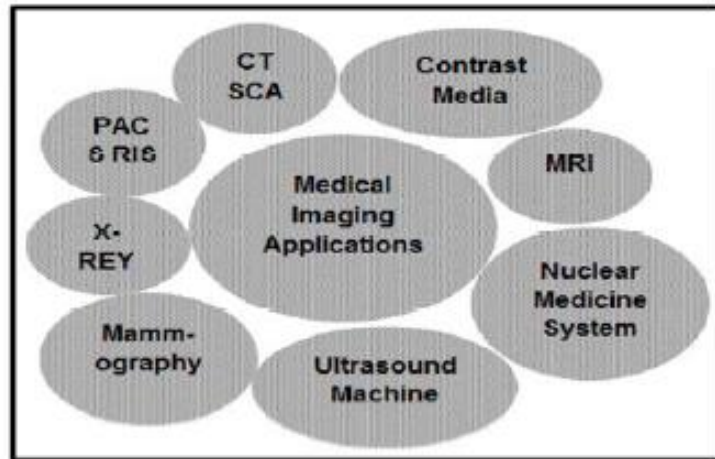 CT
SCA
Contrast
Media
PAC
S RIS
MRI
Medical
Imaging
Applications
X-
REY
Nuclear
Medicine
System
Mamm-
ography
Ultrasound
Machine